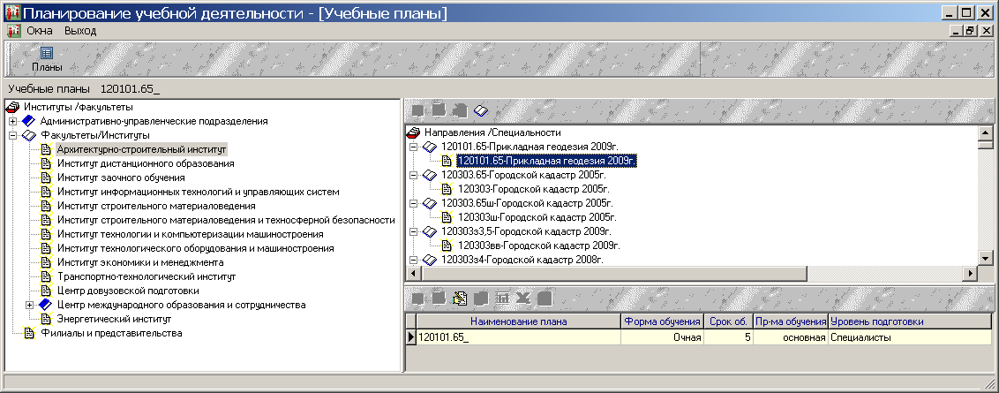 Планирование учебной деятельности - [Учебные планы]
Окна Выход
Планы
Учебные планы 120101.65_
Институты /факультеты
Административно-управленческие подразделения
Факультеты/Институты
Архитектурно-строительный институт
Институт дистанционного образования
Институт заочного обучения
Институт информационных технологий и управляющих систем
Институт строительного материаловедения
Институт строительного материаловедения и техносферной безопасности
Институт технологии и компьютеризации машиностроения
Институт технологического оборудования и машиностроения
Институт экономики и менеджмента
Транспортно-технологический институт
Центр довузовской подготовки
Центр международного образования и сотрудничества
Энергетический институт
Филиалы и представительства
Направления /Специальности
120101.65-Прикладная геодезия 2009г.
120101.65-Прикладная геодезия 2009г.
120303.65-Городской кадастр 2005г.
120303-Городской кадастр 2005г.
120303.65ш-Городской кадастр 2005г.
120303ш-Городской кадастр 2005г.
120303з3,5-Городской кадастр 2009г.
120303вв-Городской кадастр 2009г.
120303з4-Городской кадастр 2008г.
Наименование плана Форма обучения Срок об. Пр-ма обучения Уровень подготовки
120101.65_ Очная 5 основная Специалисты